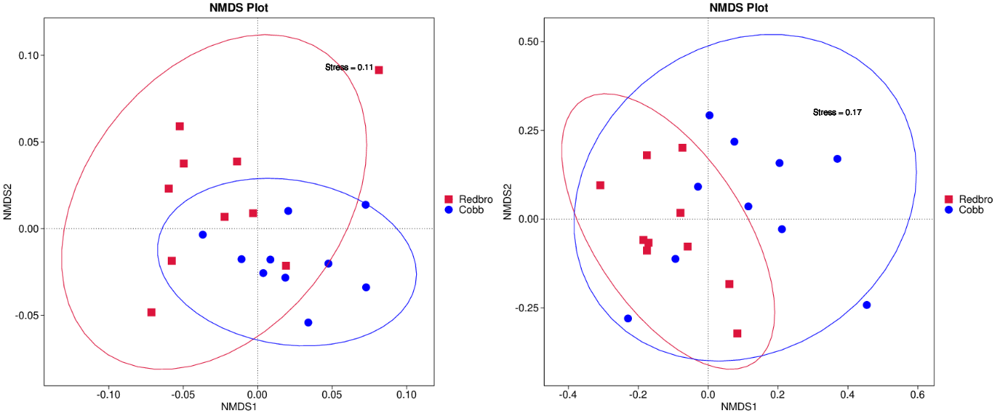 NMDS Plot
Stress = 0.11
0.10
0.05
0.00
-0.05
NMDS2
-0.10
-0.05
0.00
0.05
0.10
NMDS1
Redbro
Cobb
NMDS Plot
Stress = 0.17
0.50
0.25
0.00
-0.25
NMDS2
-0.4
-0.2
0.0
0.2
0.4
0.6
NMDS1
Redbro
Cobb